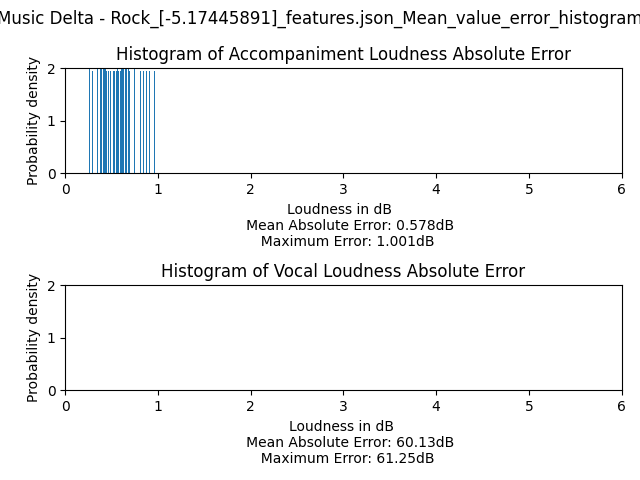 Music Delta - Rock_[-5.17445891]_features.json_Mean_value_error_histogram
Histogram of Accompaniment Loudness Absolute Error
Probability density
2
1
0
0 1 2 3 4 5 6
Loudness in dB
Mean Absolute Error: 0.578dB
Maximum Error: 1.001dB
Histogram of Vocal Loudness Absolute Error
Probability density
2
1
0
0 1 2 3 4 5 6
Loudness in dB
Mean Absolute Error: 60.13dB
Maximum Error: 61.25dB